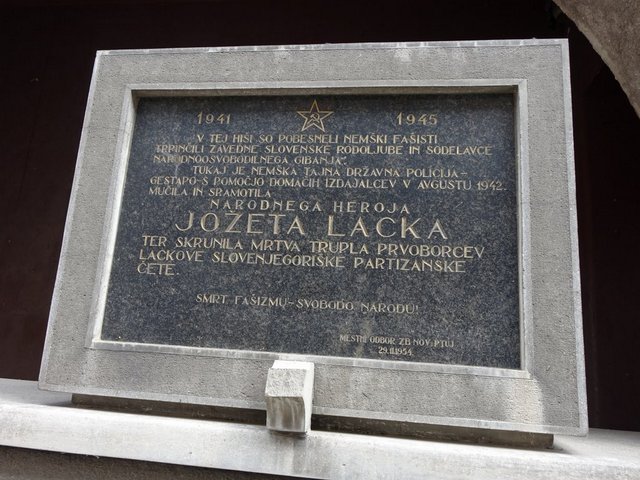 1941 1945
V TEJ HIŠI SO POBESNELI NEMŠKI FAŠISTI
TRPINČILI ZAVEDNE SLOVENSKE RODOLJUBE IN SODELAVCE
NARODNOOSVOBODILNEGA GIBANJA.
TUKAJ JE NEMŠKA TAJNA DRŽAVNA POLICIJA-
GESTAPO-S POMOČJO DOMAČIH IZDAJALCEV V AVGUSTU 1942.
MUČILA IN SRAMOTILA
NARODNEGA HEROJA
JOŽETA LACKA
TER SKRUNILA MRTVA TRUPLA PRVOBORCEV
LACKOVE SLOVENJEGORIŠKE PARTIZANSKE
ČETE.
SMRT FAŠIZMU-SVOBODO NARODU!
MESTNI ODBOR ZB NOV. PTUJ
29.11.1954.